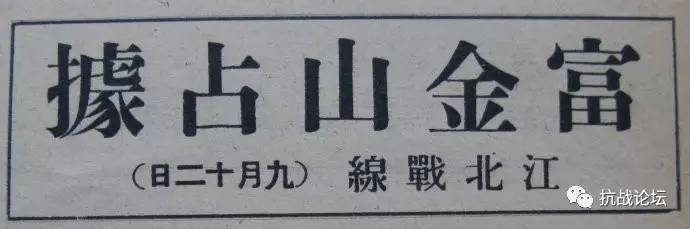 富金山占據
江北戰線（九月十二日）
抗战论坛